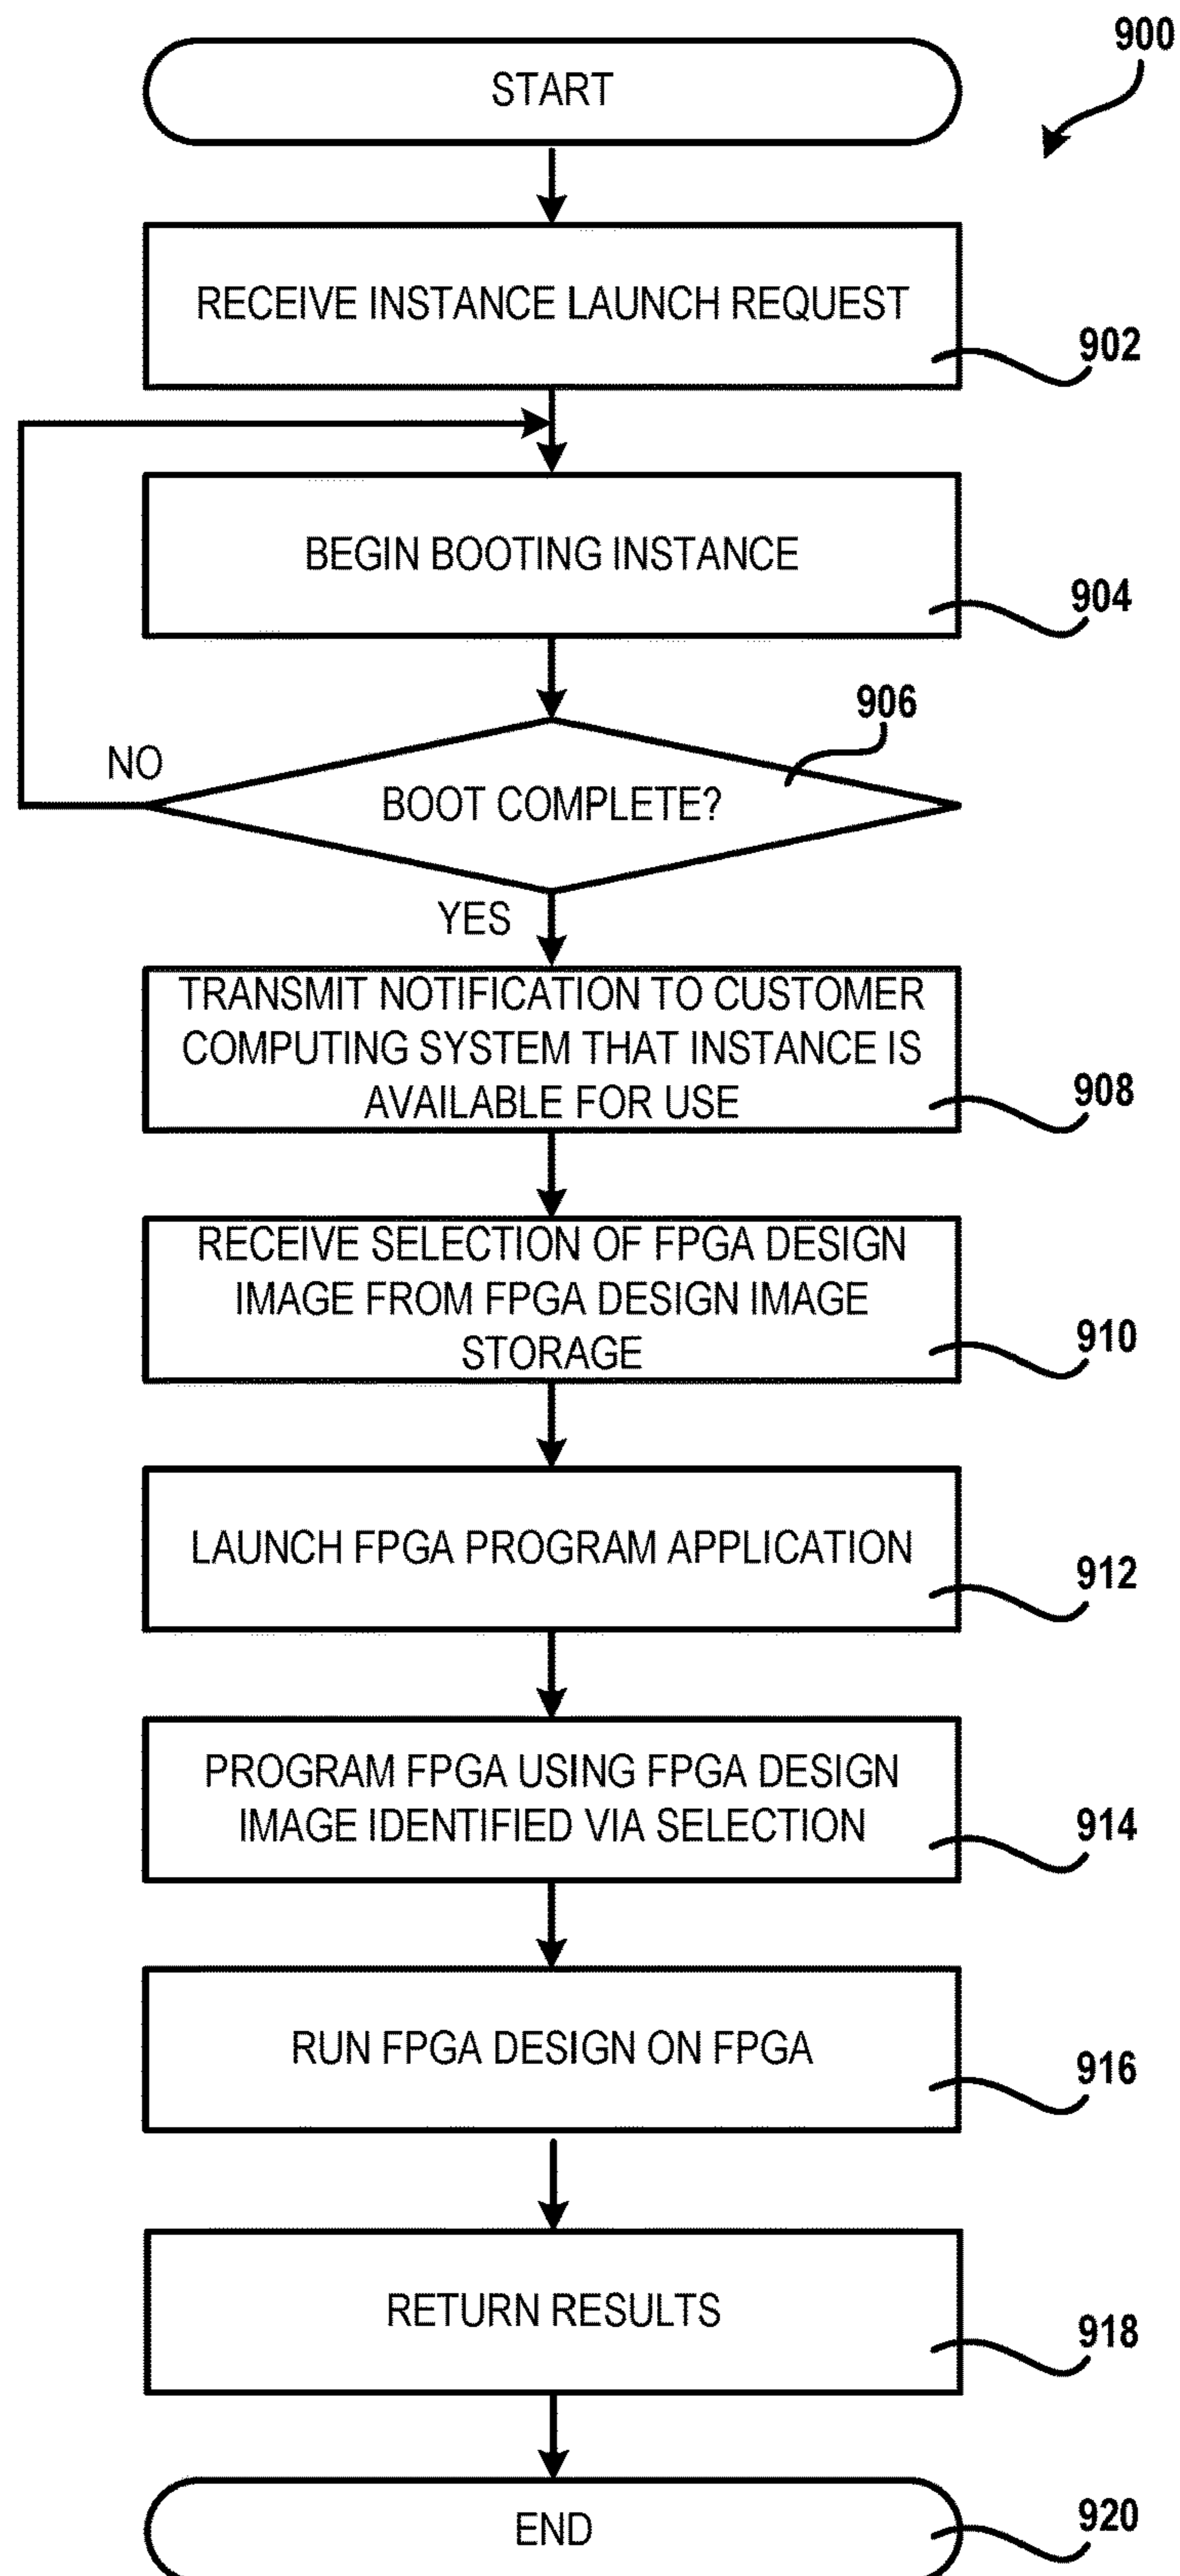 900
START
RECEIVE INSTANCE LAUNCH REQUEST
902
BEGIN BOOTING INSTANCE
904
906
NO
BOOT COMPLETE?
YES
TRANSMIT NOTIFICATION TO CUSTOMER
COMPUTING SYSTEM THAT INSTANCE IS
AVAILABLE FOR USE
908
RECEIVE SELECTION OF FPGA DESIGN
IMAGE FROM FPGA DESIGN IMAGE
STORAGE
910
LAUNCH FPGA PROGRAM APPLICATION
912
PROGRAM FPGA USING FPGA DESIGN
IMAGE IDENTIFIED VIA SELECTION
914
RUN FPGA DESIGN ON FPGA
916
RETURN RESULTS
918
END
920